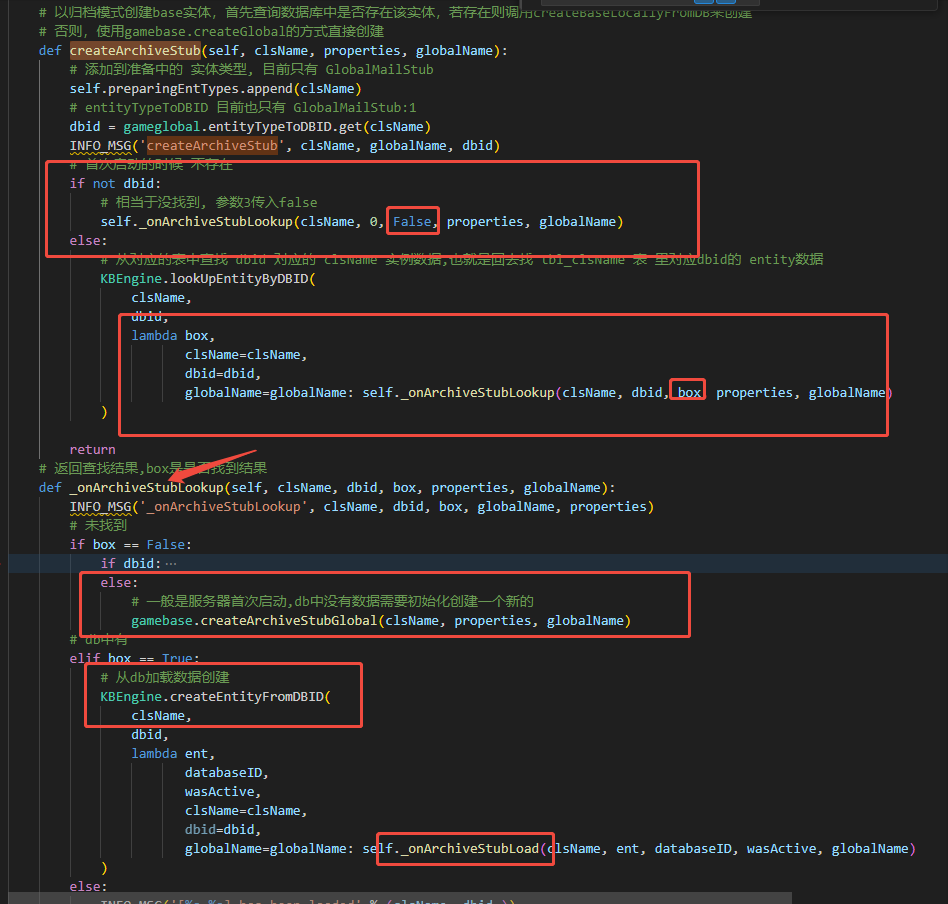 # 以归档模式创建base实体，首先查询数据库中是否存在该实体，若存在则调用createBaseLocallyFromDB来创建
# 否则，使用gamebase.createGlobal的方式直接创建
def createArchiveStub(self, clsName, properties, globalName):
# 添加到准备中的 实体类型, 目前只有 GlobalMailStub
self.preparingEntTypes.append(clsName)
# entityTypeToDBID 目前也只有 GlobalMailStub:1
dbid = gameglobal.entityTypeToDBID.get(clsName)
INFO_MSG('createArchiveStub', clsName, globalName, dbid)
# 首次启动的时候 不存在
if not dbid:
# 相当于没找到, 参数3传入false
self._onArchiveStubLookup(clsName, 0, False, properties, globalName)
else:
# 从对应的表中查找 dbid 对应的 clsName 实例数据,也就是回去找 tbl_clsName 表 里对应dbid的 entity数据
KBEngine.lookUpEntityByDBID(
clsName,
dbid,
lambda box,
clsName=clsName,
dbid=dbid,
globalName=globalName: self._onArchiveStubLookup(clsName, dbid, box, properties, globalName)
)
return
# 返回查找结果,box是是否找到结果
def _onArchiveStubLookup(self, clsName, dbid, box, properties, globalName):
INFO_MSG('_onArchiveStubLookup', clsName, dbid, box, globalName, properties)
# 未找到
if box == False:
if dbid:···
else:
# 一般是服务器首次启动,db中没有数据需要初始化创建一个新的
gamebase.createArchiveStubGlobal(clsName, properties, globalName)
# db中有
elif box == True:
# 从db加载数据创建
KBEngine.createEntityFromDBID(
clsName,
dbid,
lambda ent,
databaseID,
wasActive,
clsName=clsName,
dbid=dbid,
globalName=globalName: self._onArchiveStubLoad(clsName, ent, databaseID, wasActive, globalName)
)
else: